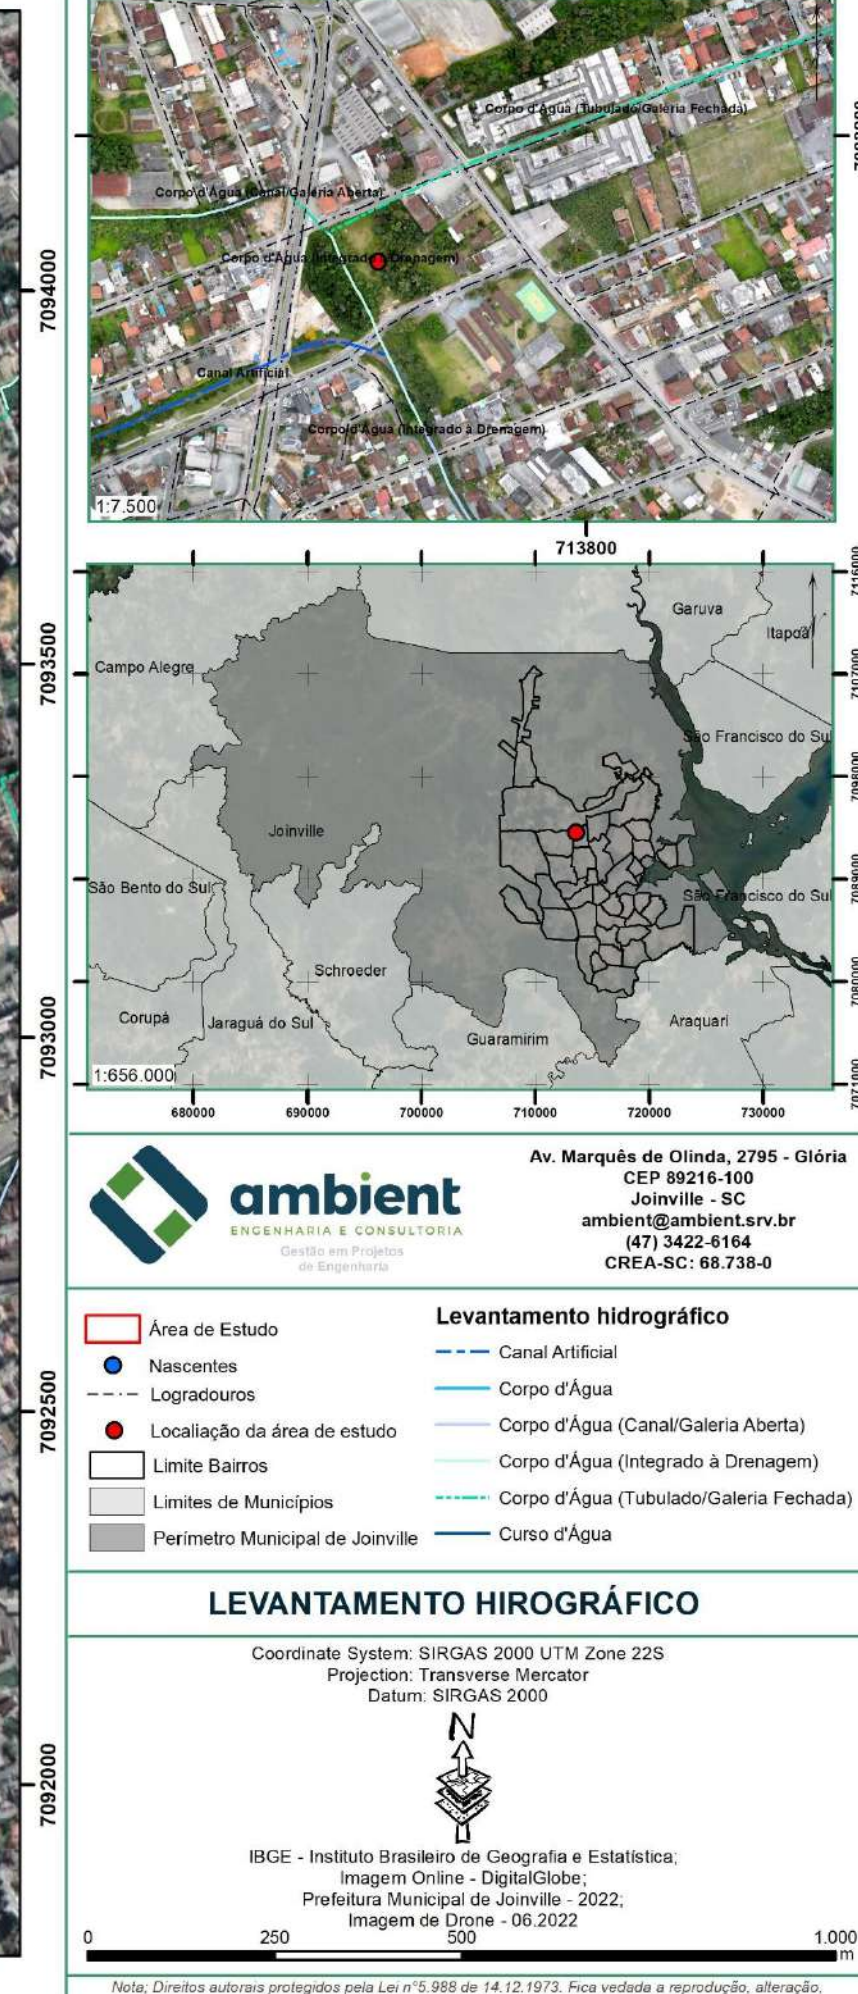 Corpo d'Água (Tubulado/Galeria Fechada)
Corpo d'Água (Canal/Galeria Aberta)
Corpo d'Água (Integrado à Drenagem)
Canal Artificial
Corpo d'Água (Integrado à Drenagem)
1:7.500
713800
7094000
7093500
7093000
7092500
7092000
Garuva
Itapoá
Campo Alegre
São Francisco do Su
Joinville
São Bento do Sul
São Francisco do Sul
Schroeder
Corupá
Jaraguá do Sul
Guaramirim
Araquari
1:656.000
7116000
7107000
7098000
7089000
7080000
7071000
680000 690000 700000 710000 720000 730000
ambient
ENGENHARIA E CONSULTORIA
Gestão em Projetos
de Engenharia
Av. Marquês de Olinda, 2795 - Glória
CEP 89216-100
Joinville - SC
ambient@ambient.srv.br
(47) 3422-6164
CREA-SC: 68.738-0
Área de Estudo
Nascentes
Logradouros
Localiação da área de estudo
Limite Bairros
Limites de Municípios
Perímetro Municipal de Joinville
Levantamento hidrográfico
Canal Artificial
Corpo d'Água
Corpo d'Água (Canal/Galeria Aberta)
Corpo d'Água (Integrado à Drenagem)
Corpo d'Água (Tubulado/Galeria Fechada)
Curso d'Água
LEVANTAMENTO HIROGRÁFICO
Coordinate System: SIRGAS 2000 UTM Zone 22S
Projection: Transverse Mercator
Datum: SIRGAS 2000
N
IBGE - Instituto Brasileiro de Geografia e Estatística;
Imagem Online - DigitalGlobe;
Prefeitura Municipal de Joinville - 2022;
Imagem de Drone - 06.2022
0 250 500 1.000
m
Nota; Direitos autorais protegidos pela Lei n°5.988 de 14.12.1973. Fica vedada a reprodução, alteração,